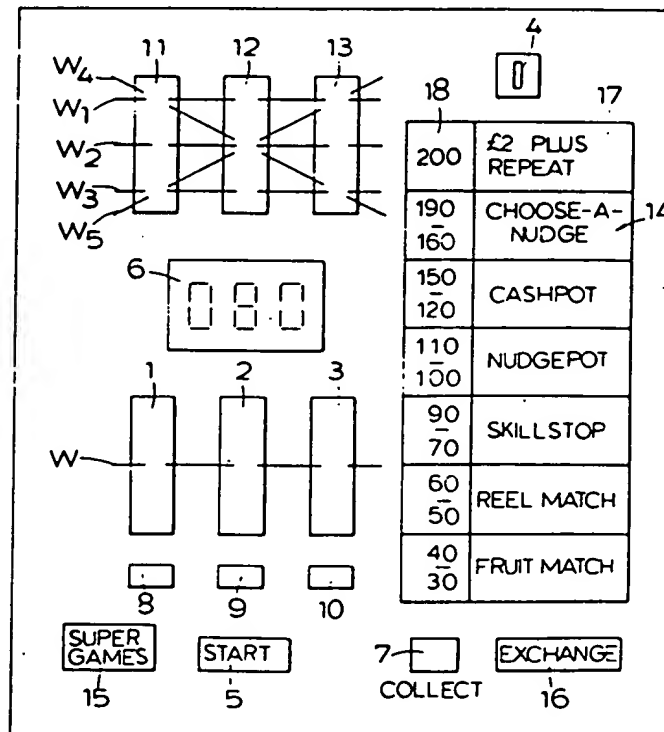 11 12 13 4
W4
W1
W2
W3
W5
18 17
200 £2 PLUS REPEAT
190 – 160 CHOOSE-A-NUDGE 14
150 – 120 CASHPOT
110 – 100 NUDGEPOT
90 – 70 SKILLSTOP
60 – 50 REEL MATCH
40 – 30 FRUIT MATCH
6 080
1 2 3
W
8 9 10
SUPER GAMES
15
START
5
7
COLLECT
EXCHANGE
16